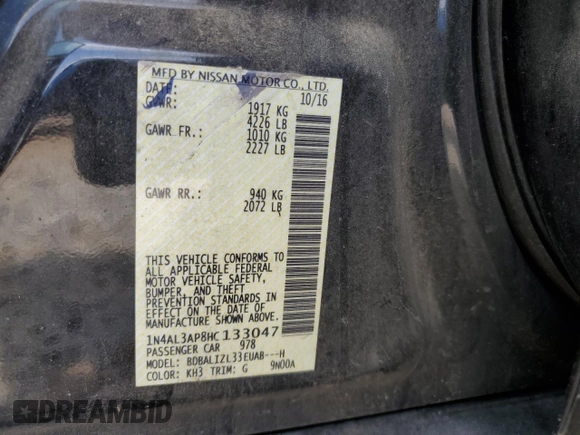 MFD BY NISSAN MOTOR CO., LTD.
DATE: 10/16
GVWR: 1917 KG
4226 LB
GAWR FR.: 1010 KG
2227 LB
GAWR RR.: 940 KG
2072 LB
THIS VEHICLE CONFORMS TO
ALL APPLICABLE FEDERAL
MOTOR VEHICLE SAFETY,
BUMPER, AND THEFT
PREVENTION STANDARDS IN
EFFECT ON THE DATE OF
MANUFACTURE SHOWN ABOVE.
1N4AL3AP8HC133047
PASSENGER CAR 978
MODEL: BDBALIZL33EUAB---H
COLOR: KH3 TRIM: G 9N00A
DREAMBID